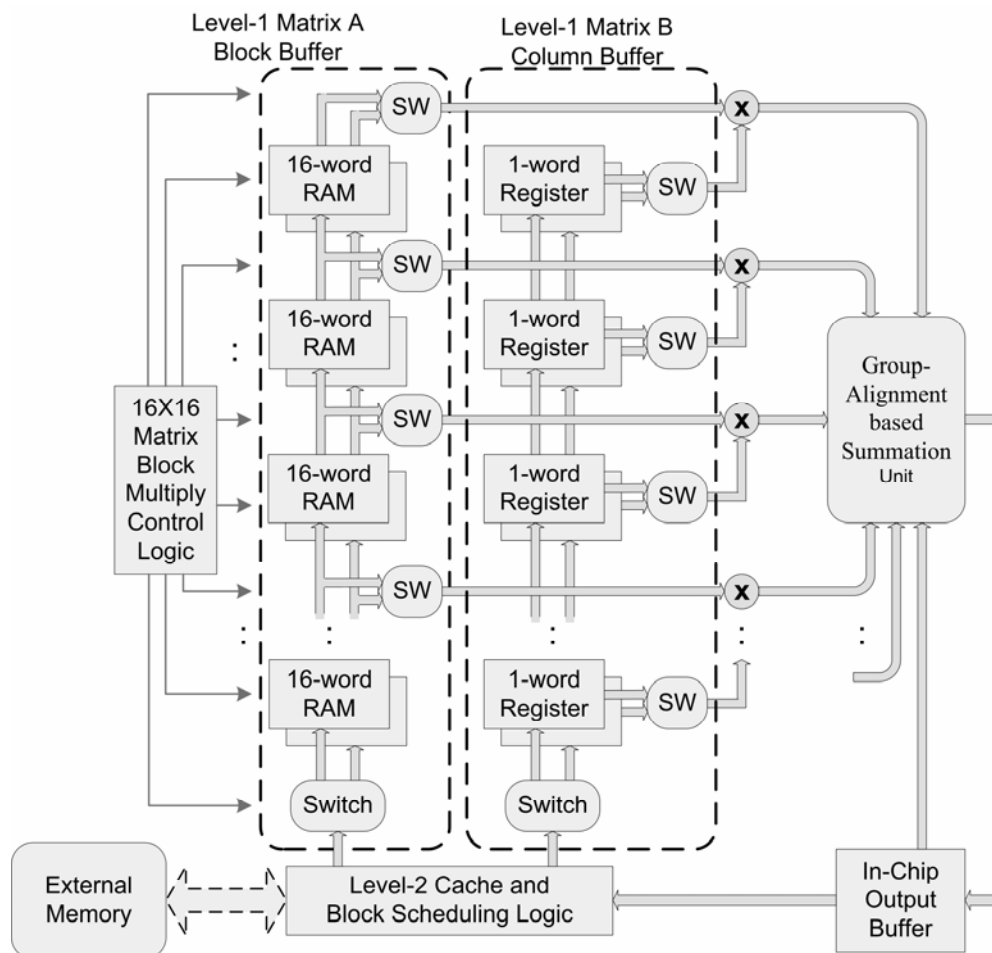 Level-1 Matrix A
Block Buffer
Level-1 Matrix B
Column Buffer
SW
X
16-word
RAM
1-word
Register
SW
SW
X
16-word
RAM
1-word
Register
SW
:
16X16
Matrix
Block
Multiply
Control
Logic
SW
X
16-word
RAM
1-word
Register
SW
Group-
Alignment
based
Summation
Unit
SW
X
:
:
:
:
:
16-word
RAM
1-word
Register
SW
Switch
Switch
External
Memory
Level-2 Cache and
Block Scheduling Logic
In-Chip
Output
Buffer